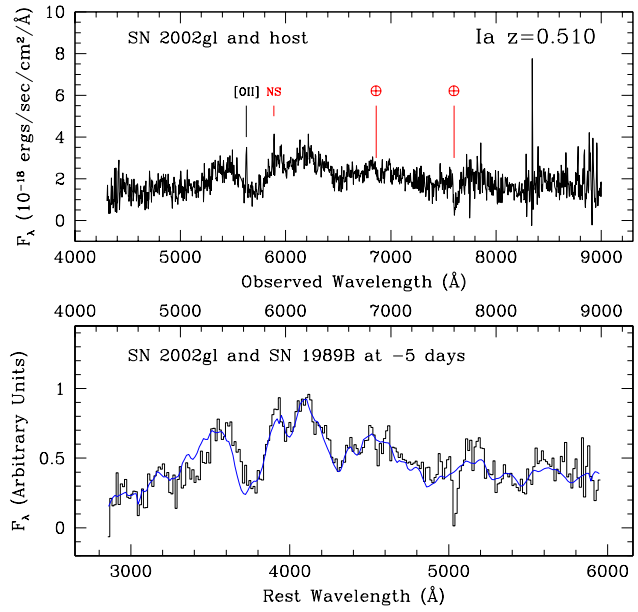 SN 2002gl and host
Ia z=0.510
[OII] NS ⊕ ⊕
F_λ (10^-18 ergs/sec/cm²/Å/Å)
10
8
6
4
2
0
4000 5000 6000 7000 8000 9000
Observed Wavelength (Å)
4000 5000 6000 7000 8000 9000
SN 2002gl and SN 1989B at −5 days
F_λ (Arbitrary Units)
1
0.5
0
3000 4000 5000 6000
Rest Wavelength (Å)